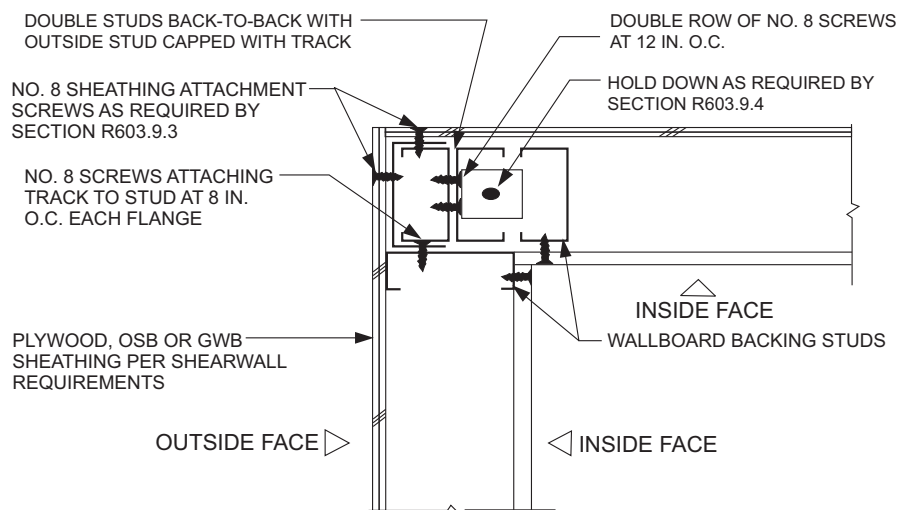 DOUBLE STUDS BACK-TO-BACK WITH
OUTSIDE STUD CAPPED WITH TRACK
DOUBLE ROW OF NO. 8 SCREWS
AT 12 IN. O.C.
NO. 8 SHEATHING ATTACHMENT
SCREWS AS REQUIRED BY
SECTION R603.9.3
HOLD DOWN AS REQUIRED BY
SECTION R603.9.4
NO. 8 SCREWS ATTACHING
TRACK TO STUD AT 8 IN.
O.C. EACH FLANGE
INSIDE FACE
PLYWOOD, OSB OR GWB
SHEATHING PER SHEARWALL
REQUIREMENTS
WALLBOARD BACKING STUDS
OUTSIDE FACE
INSIDE FACE